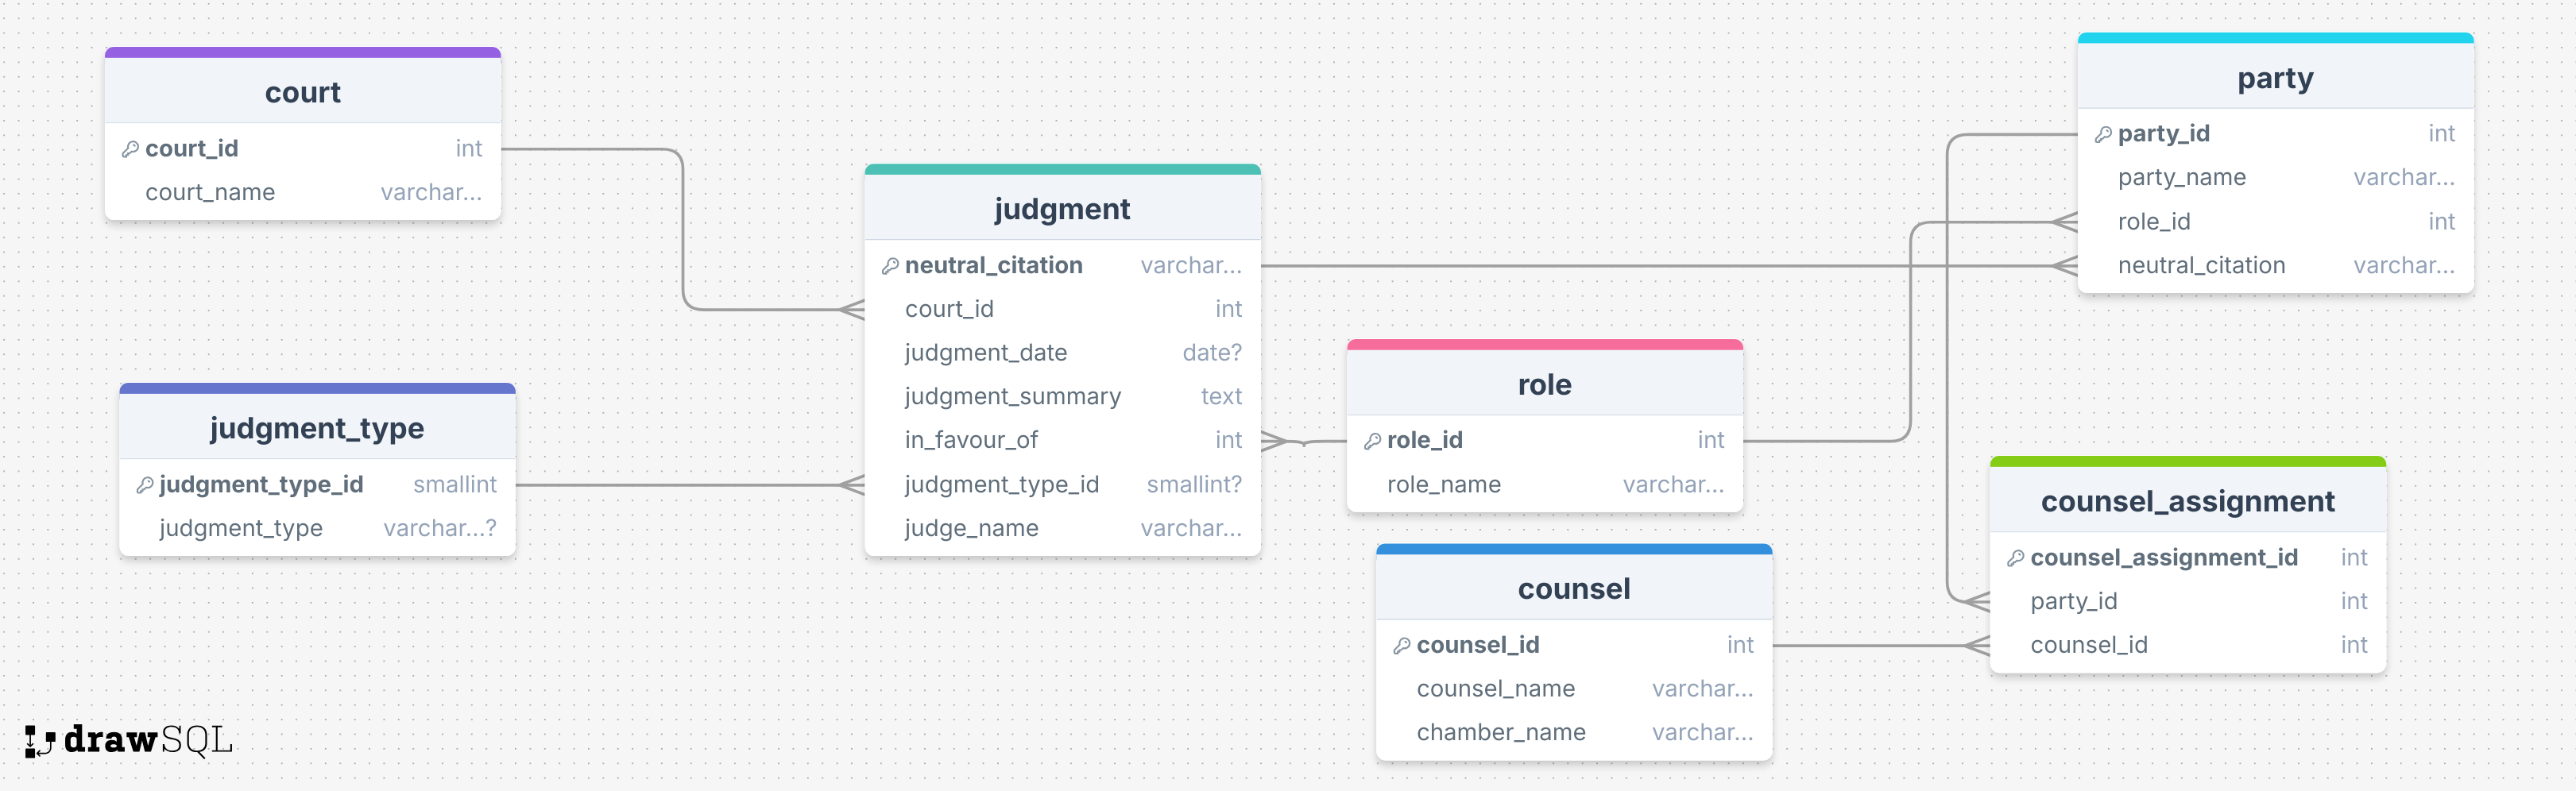 court
court_id int
court_name varchar...
judgment_type
judgment_type_id smallint
judgment_type varchar...?
judgment
neutral_citation varchar...
court_id int
judgment_date date?
judgment_summary text
in_favour_of int
judgment_type_id smallint?
judge_name varchar...
role
role_id int
role_name varchar...
counsel
counsel_id int
counsel_name varchar...
chamber_name varchar...
party
party_id int
party_name varchar...
role_id int
neutral_citation varchar...
counsel_assignment
counsel_assignment_id int
party_id int
counsel_id int
drawSQL